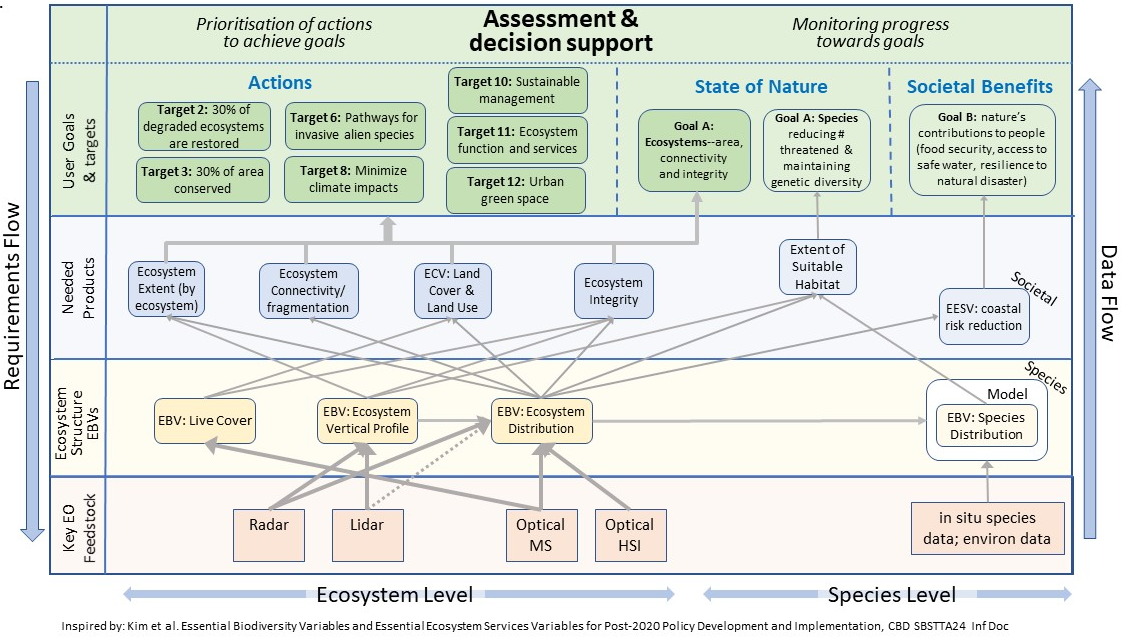 Prioritisation of actions
to achieve goals
Assessment &
decision support
Monitoring progress
towards goals
Requirements Flow
User Goals
& targets
Actions
Target 2: 30% of
degraded ecosystems
are restored
Target 3: 30% of area
conserved
Target 6: Pathways for
invasive alien species
Target 8: Minimize
climate impacts
Target 10: Sustainable
management
Target 11: Ecosystem
function and services
Target 12: Urban
green space
State of Nature
Goal A:
Ecosystems--area,
connectivity
and integrity
Goal A: Species
reducing #
threatened &
maintaining
genetic diversity
Societal Benefits
Goal B: nature's
contributions to people
(food security, access to
safe water, resilience to
natural disaster)
Data Flow
Needed
Products
Ecosystem
Extent (by
ecosystem)
Ecosystem
Connectivity/
fragmentation
ECV: Land
Cover &
Land Use
Ecosystem
Integrity
Extent of
Suitable
Habitat
Societal
EESV: coastal
risk reduction
Ecosystem
Structure
EBVs
EBV: Live Cover
EBV: Ecosystem
Vertical Profile
EBV: Ecosystem
Distribution
Species
Model
EBV: Species
Distribution
Key EO
Feedstock
Radar
Lidar
Optical
MS
Optical
HSI
in situ species
data; environ data
Ecosystem Level
Species Level
Inspired by: Kim et al. Essential Biodiversity Variables and Essential Ecosystem Services Variables for Post-2020 Policy Development and Implementation, CBD SBSTTA24 Inf Doc